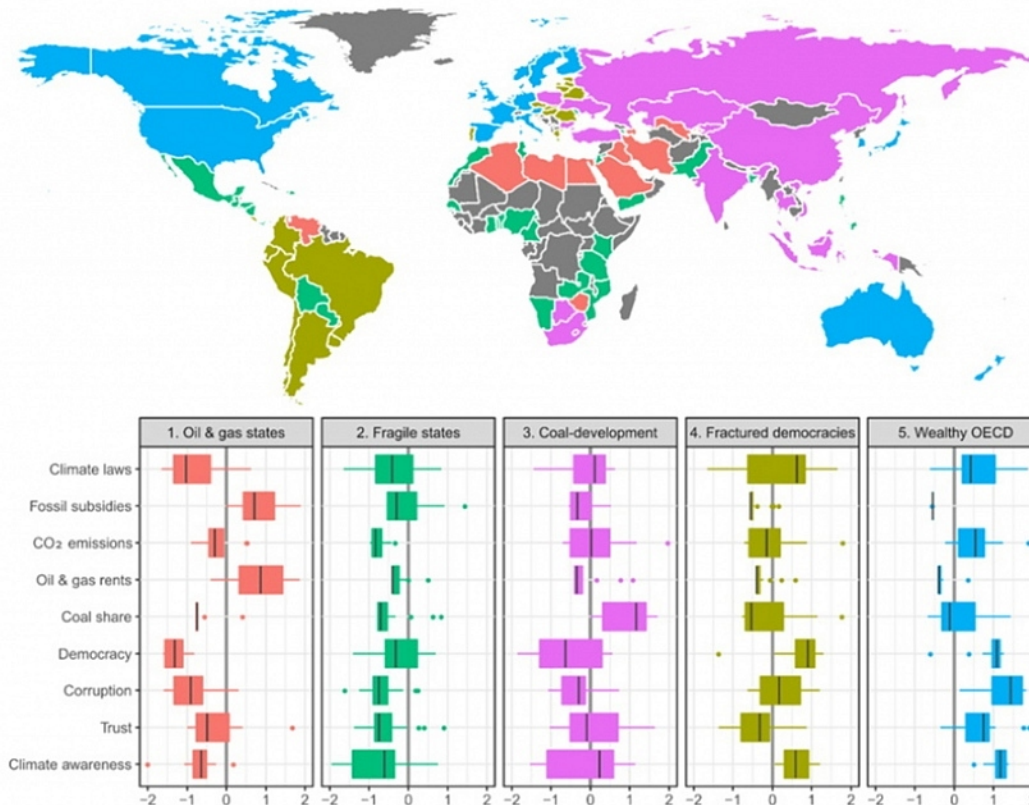 1. Oil & gas states
2. Fragile states
3. Coal-development
4. Fractured democracies
5. Wealthy OECD
Climate laws
Fossil subsidies
CO₂ emissions
Oil & gas rents
Coal share
Democracy
Corruption
Trust
Climate awareness
-2 -1 0 1 2 -2 -1 0 1 2 -2 -1 0 1 2 -2 -1 0 1 2 -2 -1 0 1